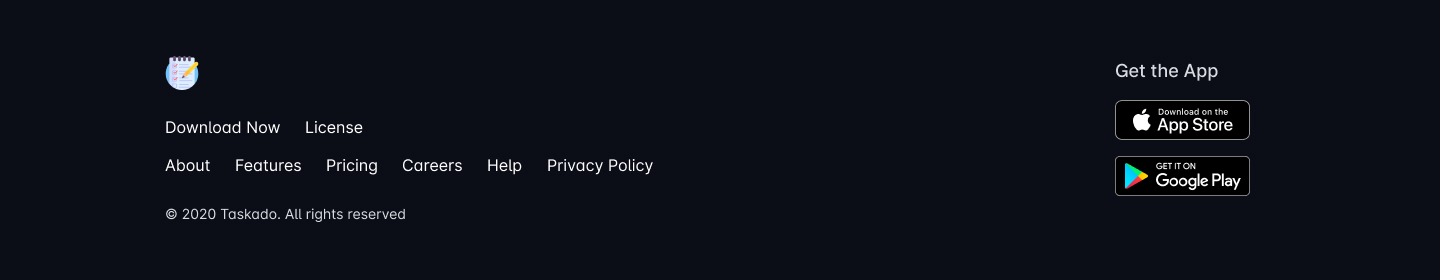 Download Now License
About Features Pricing Careers Help Privacy Policy
© 2020 Taskado. All rights reserved
Get the App
Download on the
App Store
GET IT ON
Google Play